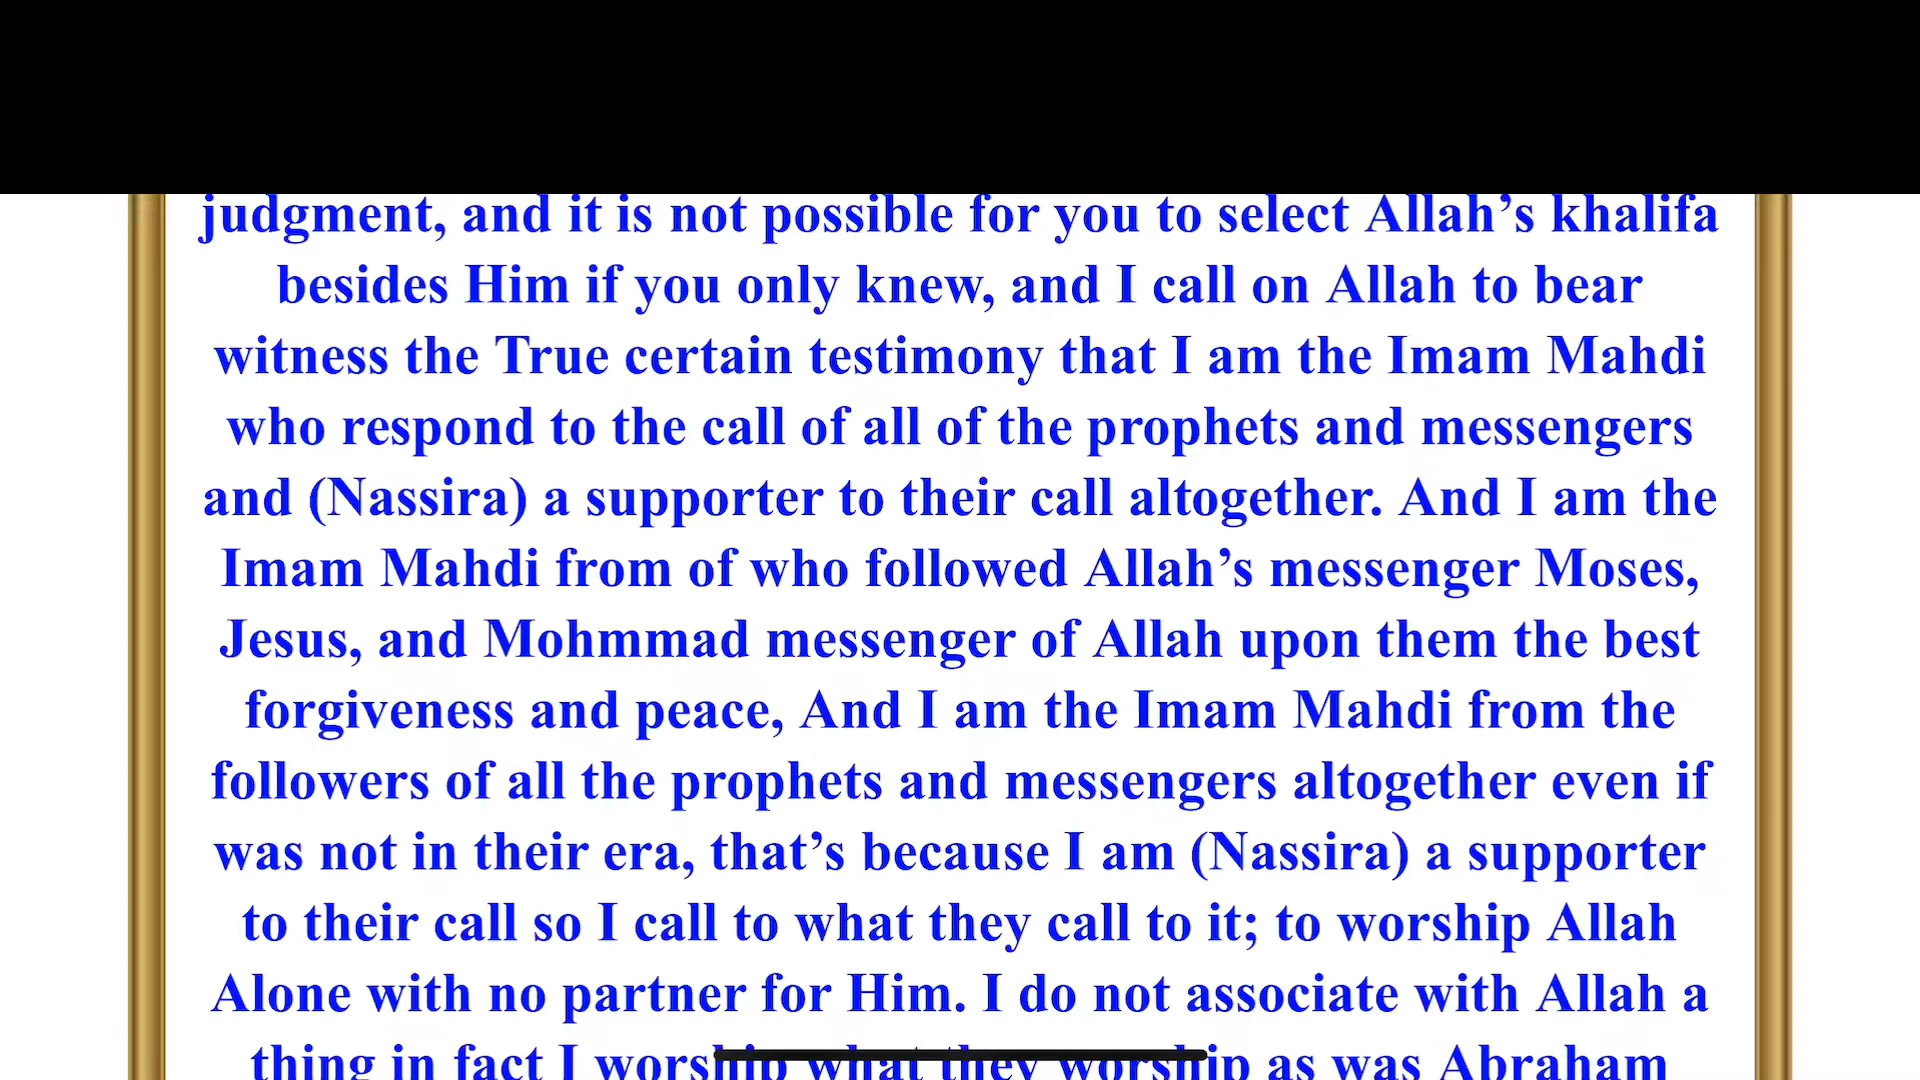 judgment, and it is not possible for you to select Allah’s khalifa
besides Him if you only knew, and I call on Allah to bear
witness the True certain testimony that I am the Imam Mahdi
who respond to the call of all of the prophets and messengers
and (Nassira) a supporter to their call altogether. And I am the
Imam Mahdi from of who followed Allah’s messenger Moses,
Jesus, and Mohmmad messenger of Allah upon them the best
forgiveness and peace, And I am the Imam Mahdi from the
followers of all the prophets and messengers altogether even if
was not in their era, that’s because I am (Nassira) a supporter
to their call so I call to what they call to it; to worship Allah
Alone with no partner for Him. I do not associate with Allah a
thing in fact I worship what they worship as was Abraham